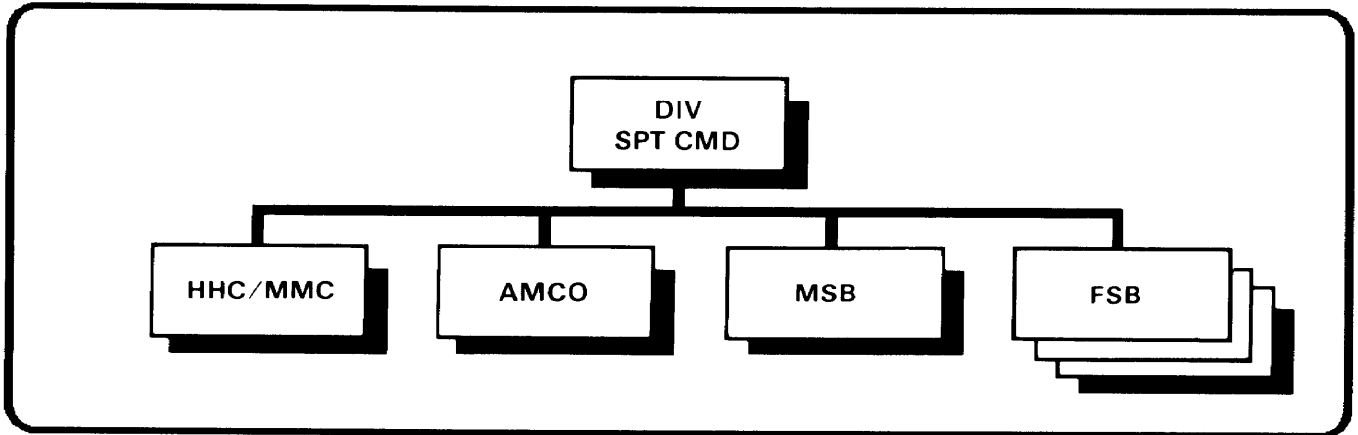 DIV
SPT CMD
HHC/MMC
AMCO
MSB
FSB